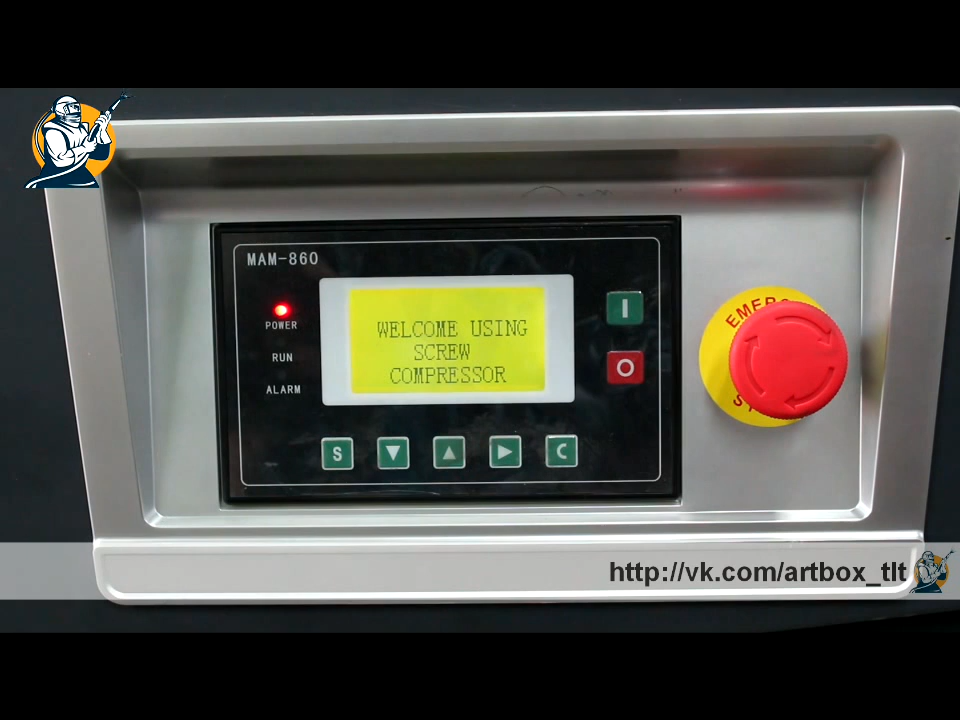 MAM-860
POWER
RUN
ALARM
WELCOME USING
SCREW
COMPRESSOR
I
O
S
C
http://vk.com/artbox_tlt